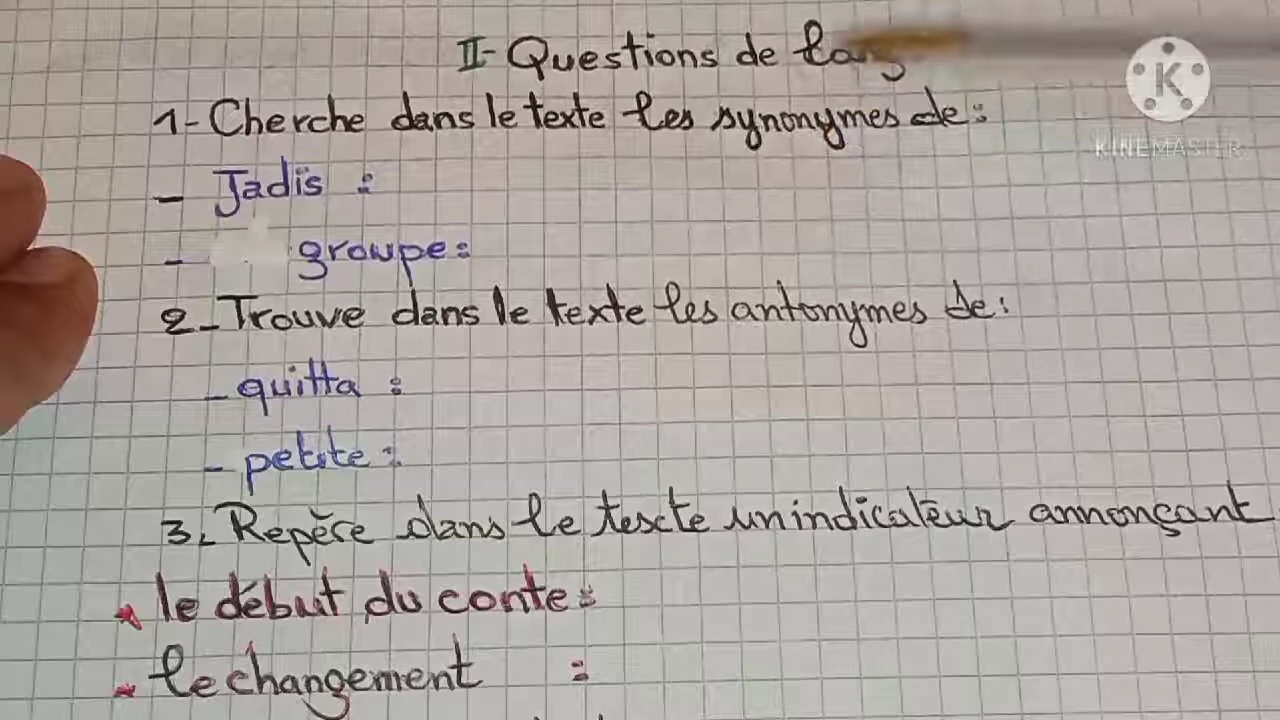 II- Questions de
1- Cherche dans le texte les synonymes de:
- Jadis :
- groupe:
2- Trouve dans le texte les antonymes de:
- quitta :
- petite:
3. Repère dans le texte un indicateur annonçant
* le début du conte:
* le changement :
K
KINEMASTER